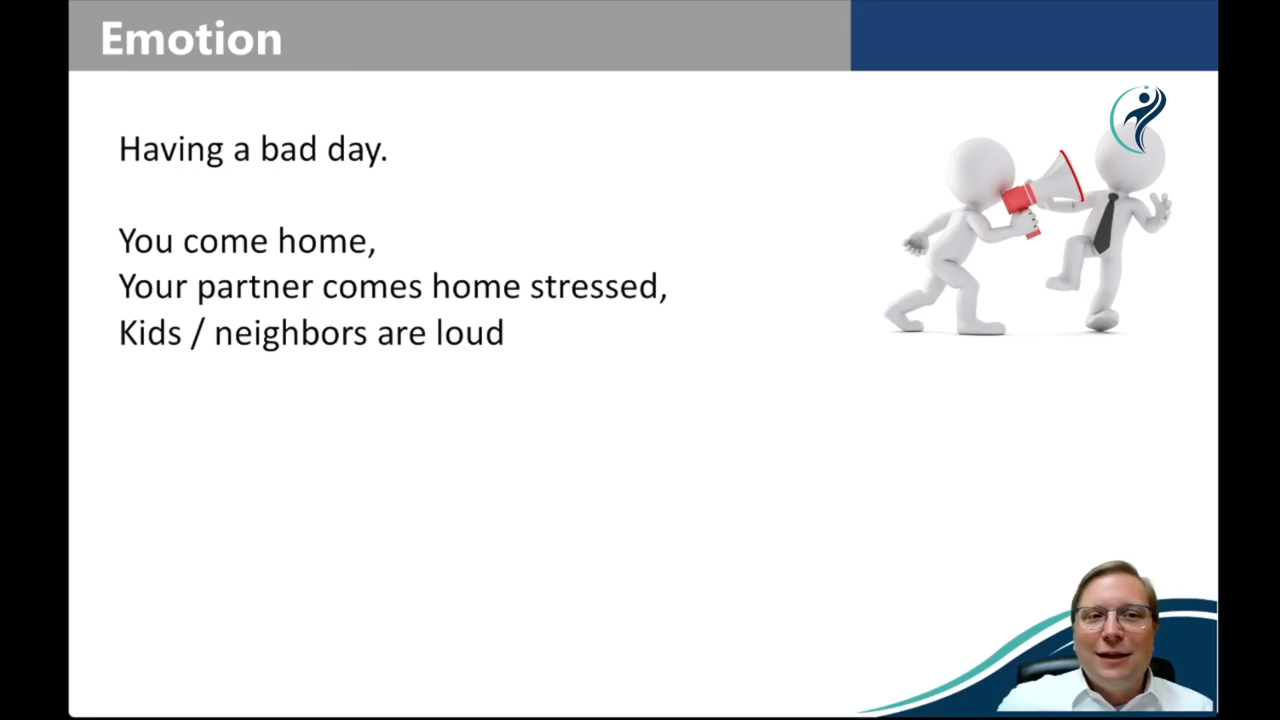 Emotion
Having a bad day.
You come home,
Your partner comes home stressed,
Kids / neighbors are loud